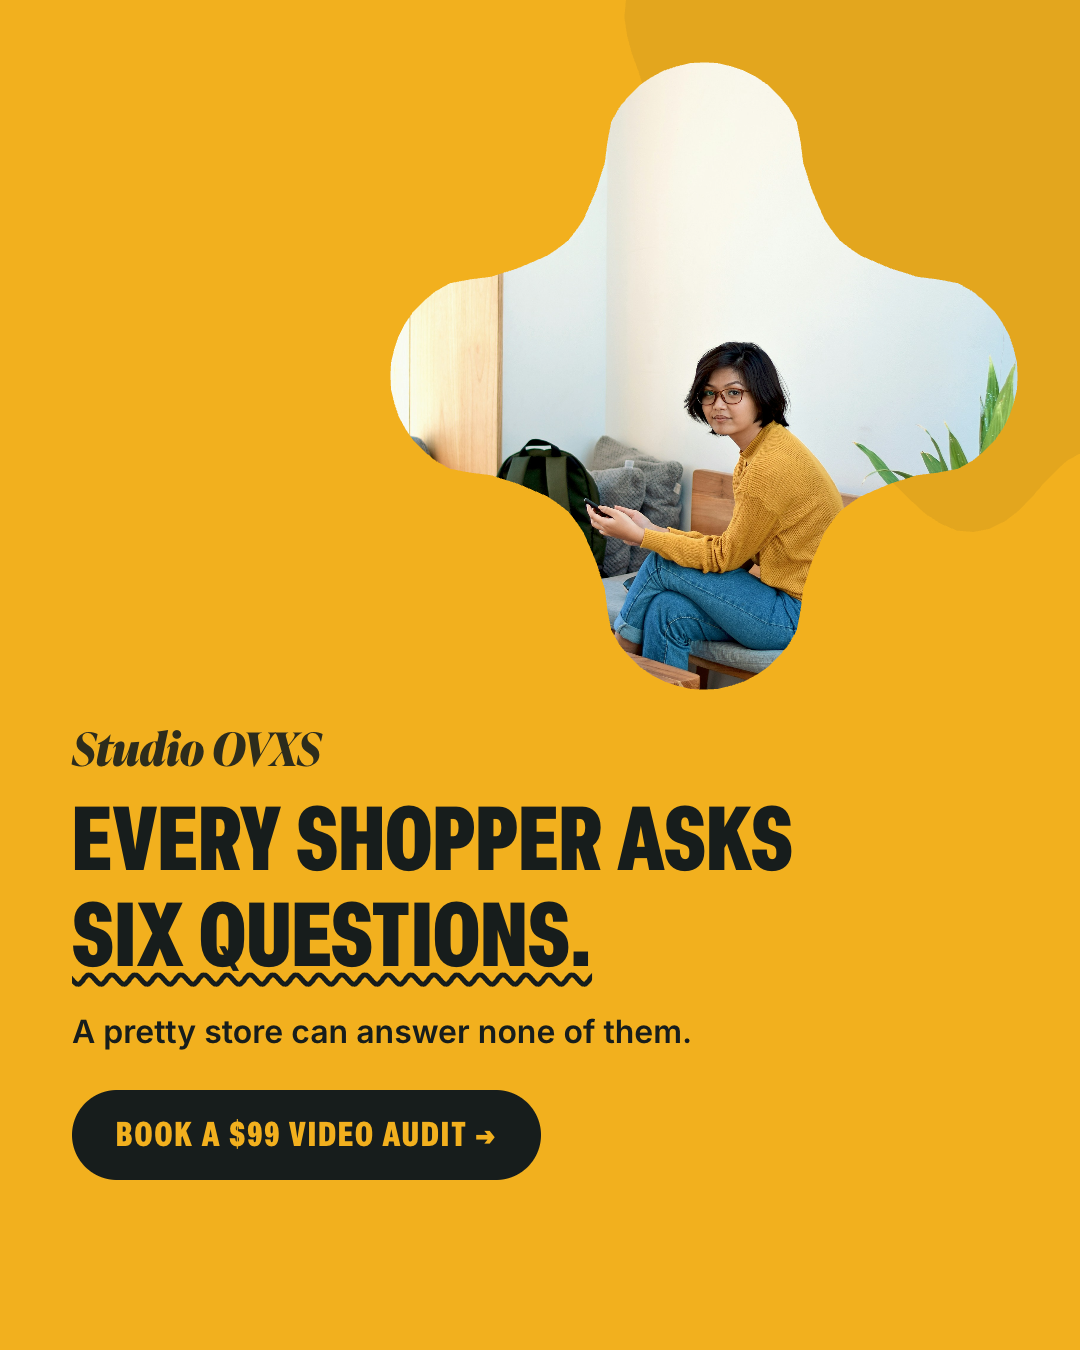 Studio OVXS
EVERY SHOPPER ASKS
SIX QUESTIONS.
A pretty store can answer none of them.
BOOK A $99 VIDEO AUDIT ➔